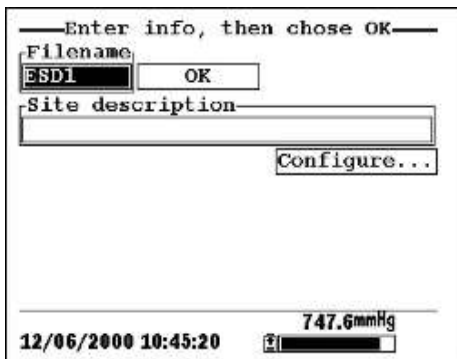 Enter info, then chose OK
Filename
ESD1 OK
Site description
Configure...
747.6mmHg
12/06/2000 10:45:20